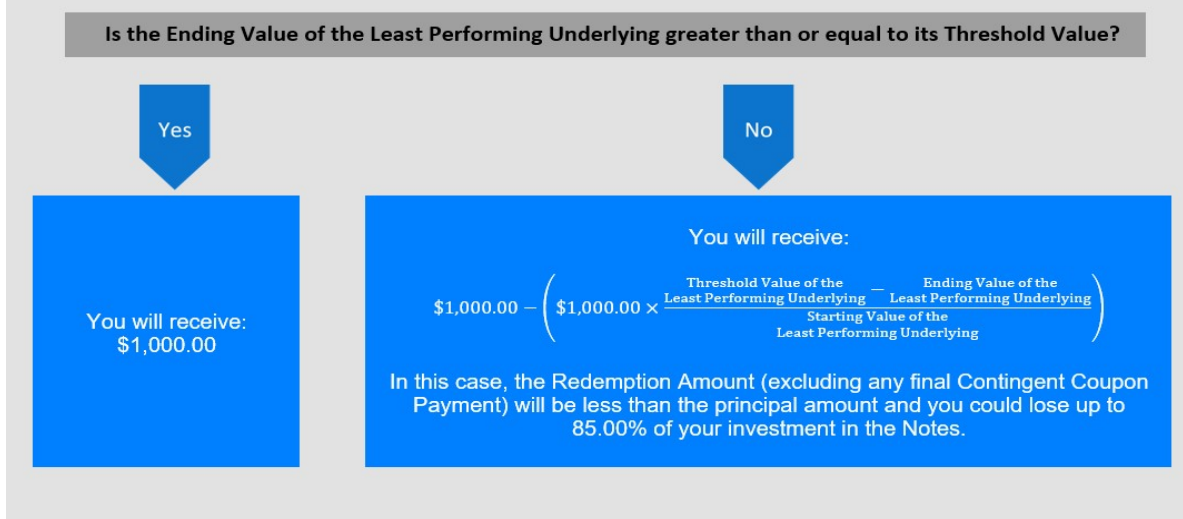 Is the Ending Value of the Least Performing Underlying greater than or equal to its Threshold Value?
Yes
No
You will receive:
$1,000.00
You will receive:
$1,000.00 − ($1,000.00 × (Threshold Value of the Least Performing Underlying − Ending Value of the Least Performing Underlying) / Starting Value of the Least Performing Underlying)
In this case, the Redemption Amount (excluding any final Contingent Coupon
Payment) will be less than the principal amount and you could lose up to
85.00% of your investment in the Notes.